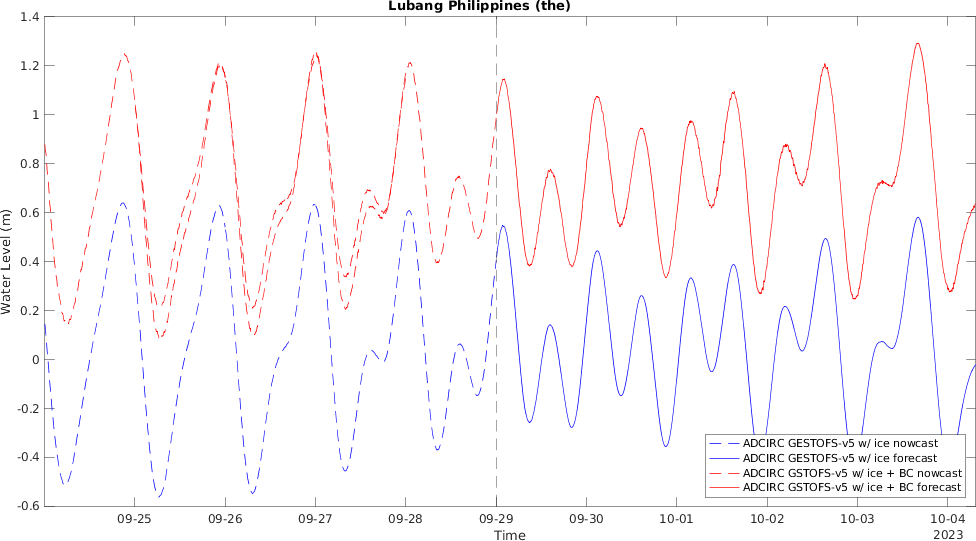 Lubang Philippines (the)
1.4
1.2
1
0.8
0.6
0.4
0.2
0
-0.2
-0.4
-0.6
Water Level (m)
ADCIRC GESTOFS-v5 w/ ice nowcast
ADCIRC GESTOFS-v5 w/ ice forecast
ADCIRC GSTOFS-v5 w/ ice + BC nowcast
ADCIRC GSTOFS-v5 w/ ice + BC forecast
09-25 09-26 09-27 09-28 09-29 09-30 10-01 10-02 10-03 10-04
Time
2023